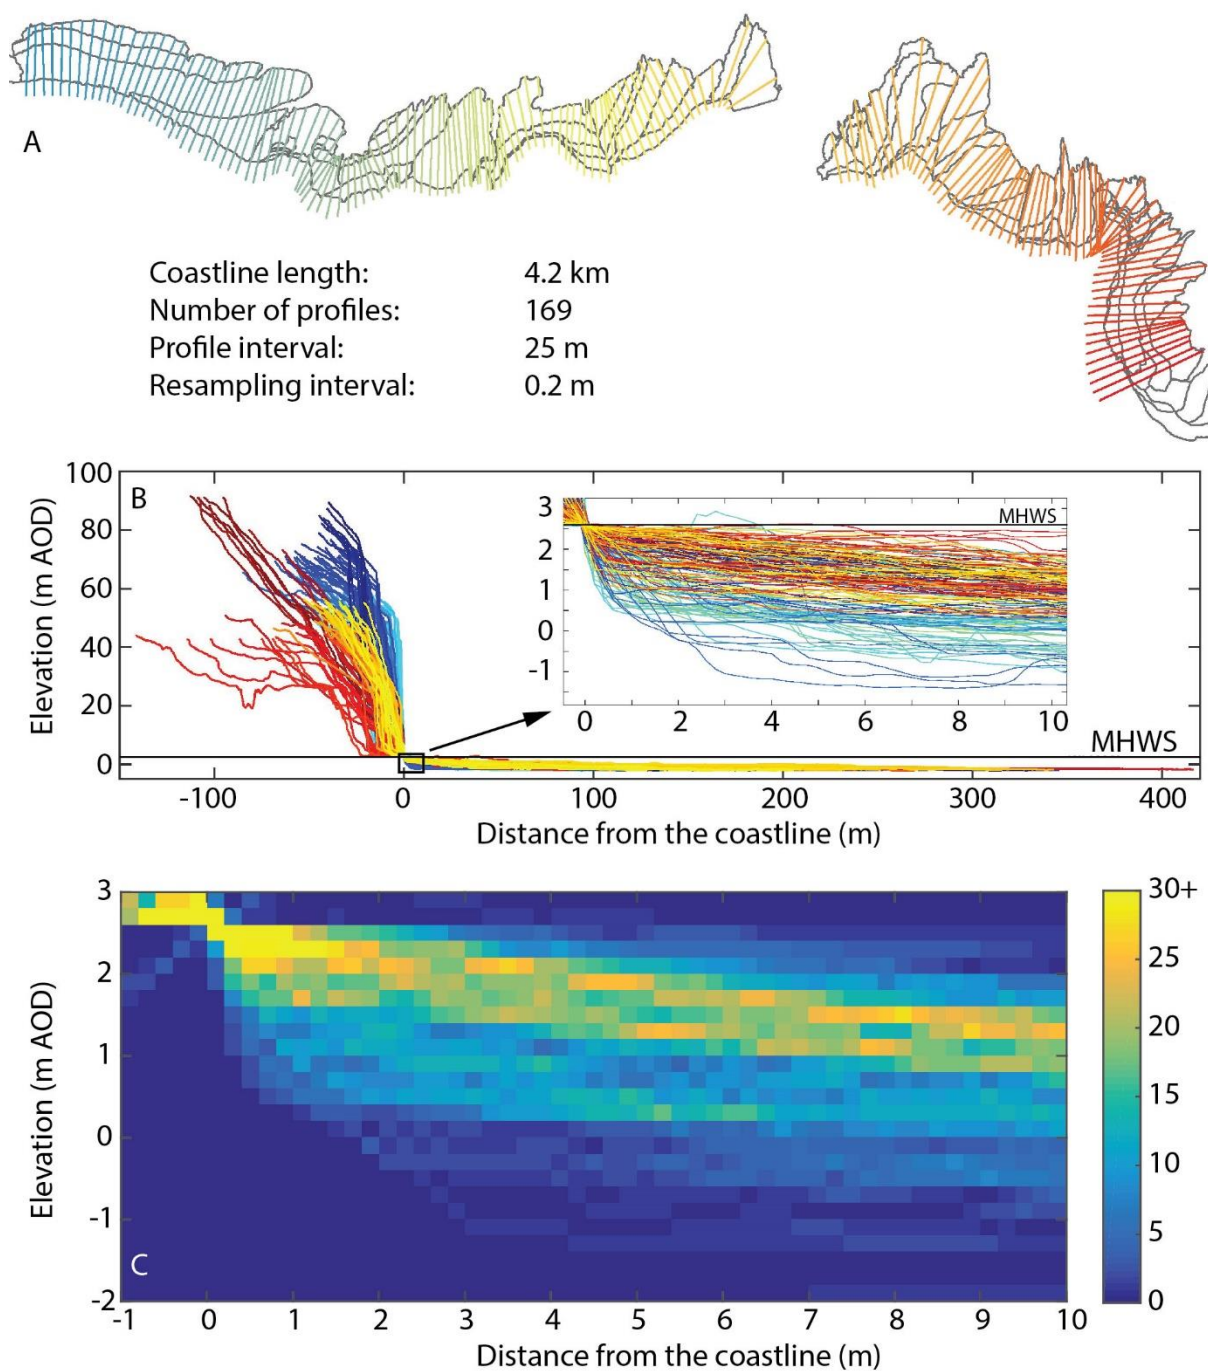 A
Coastline length: 4.2 km
Number of profiles: 169
Profile interval: 25 m
Resampling interval: 0.2 m
B
100
80
60
40
20
0
Elevation (m AOD)
3
2
1
0
-1
MHWS
0 2 4 6 8 10
MHWS
-100 0 100 200 300 400
Distance from the coastline (m)
3
2
1
0
-1
-2
Elevation (m AOD)
C
30+
25
20
15
10
5
0
-1 0 1 2 3 4 5 6 7 8 9 10
Distance from the coastline (m)